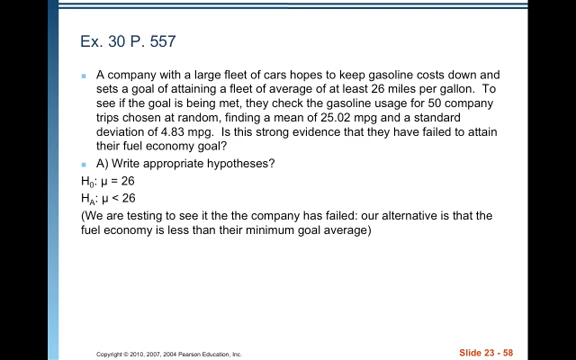 Ex. 30 P. 557
A company with a large fleet of cars hopes to keep gasoline costs down and
sets a goal of attaining a fleet of average of at least 26 miles per gallon. To
see if the goal is being met, they check the gasoline usage for 50 company
trips chosen at random, finding a mean of 25.02 mpg and a standard
deviation of 4.83 mpg. Is this strong evidence that they have failed to attain
their fuel economy goal?
A) Write appropriate hypotheses?
H₀: µ = 26
Hₐ: µ < 26
(We are testing to see it the the company has failed: our alternative is that the
fuel economy is less than their minimum goal average)
Copyright © 2010, 2007, 2004 Pearson Education, Inc.
Slide 23 - 58